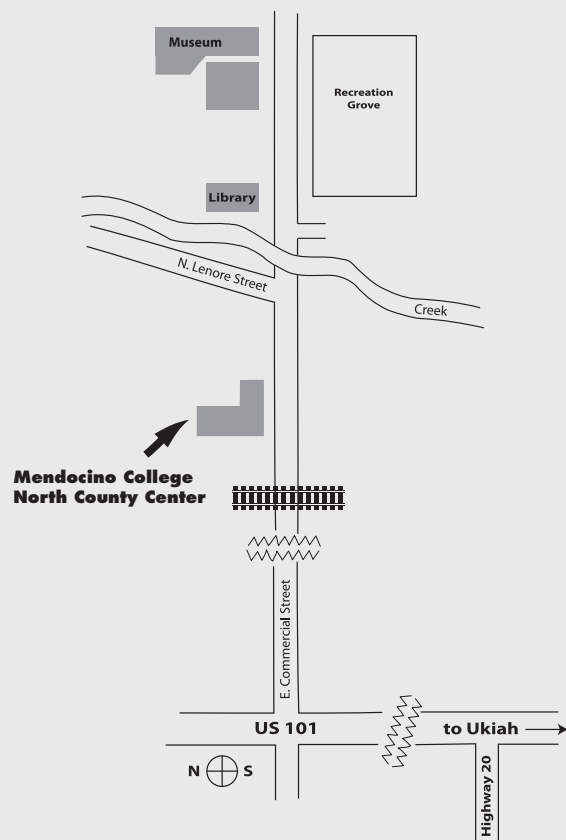 Museum
Recreation
Grove
Library
N. Lenore Street
Creek
Mendocino College
North County Center
E. Commercial Street
US 101
to Ukiah
N S
Highway 20